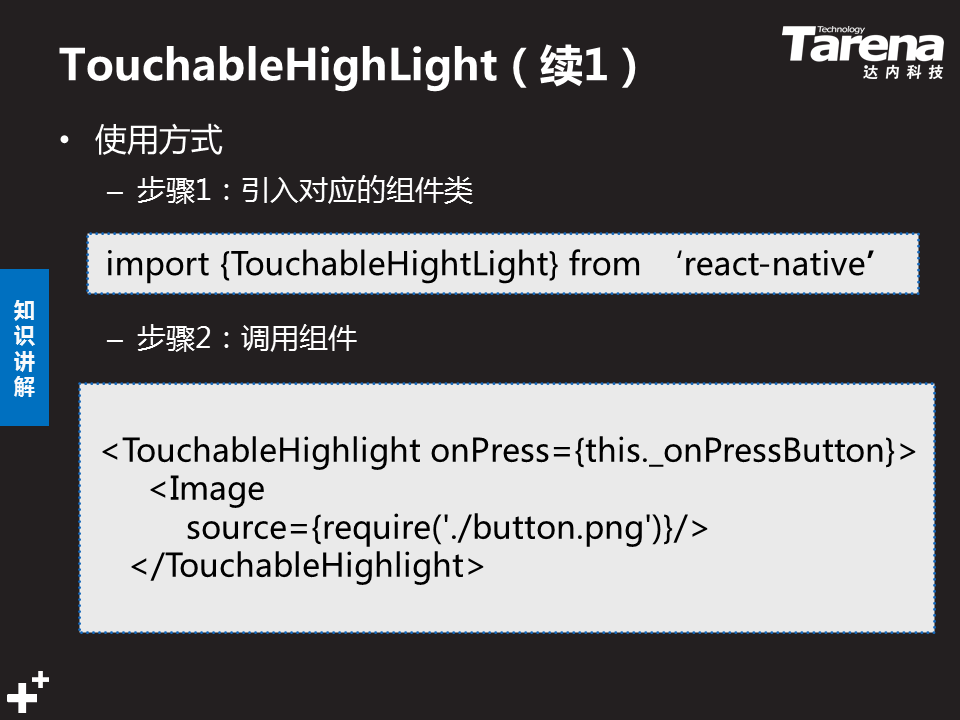 TouchableHighLight（续1）
Technology
Tarena
达内科技
• 使用方式
– 步骤1：引入对应的组件类
import {TouchableHightLight} from ‘react-native’
知识讲解
– 步骤2：调用组件
<TouchableHighlight onPress={this._onPressButton}>
<Image
source={require('./button.png')}/>
</TouchableHighlight>